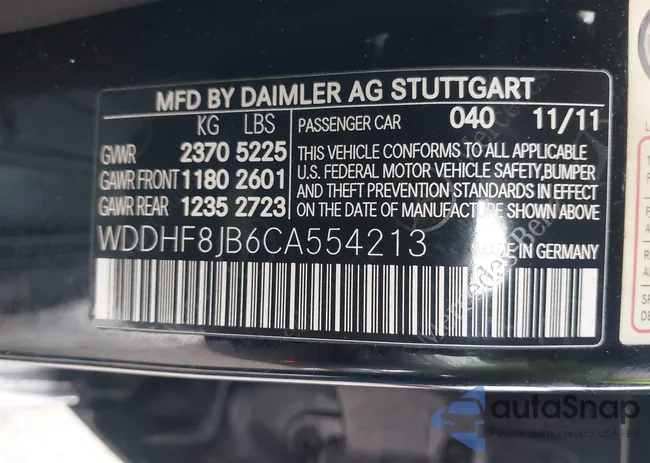 MFD BY DAIMLER AG STUTTGART
KG LBS
GVWR 2370 5225
GAWR FRONT 1180 2601
GAWR REAR 1235 2723
PASSENGER CAR 040 11/11
THIS VEHICLE CONFORMS TO ALL APPLICABLE
U.S. FEDERAL MOTOR VEHICLE SAFETY,BUMPER
AND THEFT PREVENTION STANDARDS IN EFFECT
ON THE DATE OF MANUFACTURE SHOWN ABOVE
WDDHF8JB6CA554213
autoSnap